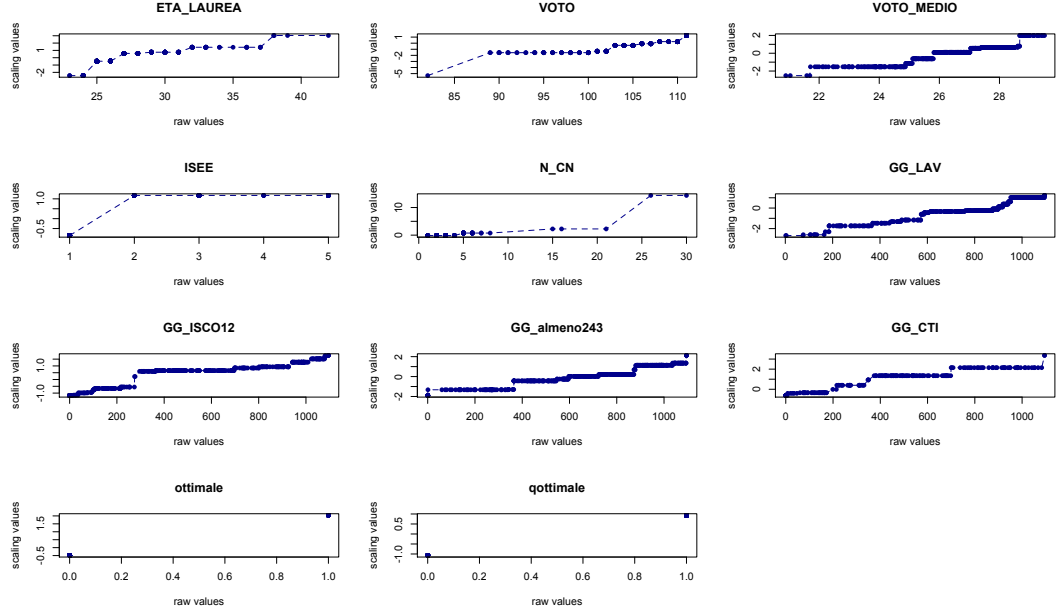 ETA_LAUREA
scaling values
1
-2
25 30 35 40
raw values
VOTO
scaling values
1
-2
-5
85 90 95 100 105 110
raw values
VOTO_MEDIO
scaling values
2
0
-2
22 24 26 28
raw values
ISEE
scaling values
1.0
-0.5
1 2 3 4 5
raw values
N_CN
scaling values
10
0
0 5 10 15 20 25 30
raw values
GG_LAV
scaling values
0
-2
0 200 400 600 800 1000
raw values
GG_ISCO12
scaling values
1.0
-1.0
0 200 400 600 800 1000
raw values
GG_almeno243
scaling values
2
0
-2
0 200 400 600 800 1000
raw values
GG_CTI
scaling values
2
0
0 200 400 600 800 1000
raw values
ottimale
scaling values
1.5
-0.5
0.0 0.2 0.4 0.6 0.8 1.0
raw values
qottimale
scaling values
0.5
-1.0
0.0 0.2 0.4 0.6 0.8 1.0
raw values